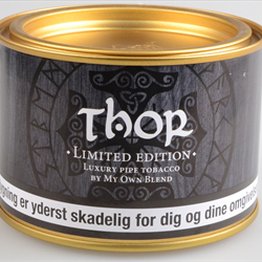 Thor
· Limited Edition ·
Luxury pipe tobacco
by My Own Blend
er yderst skadelig for dig og dine